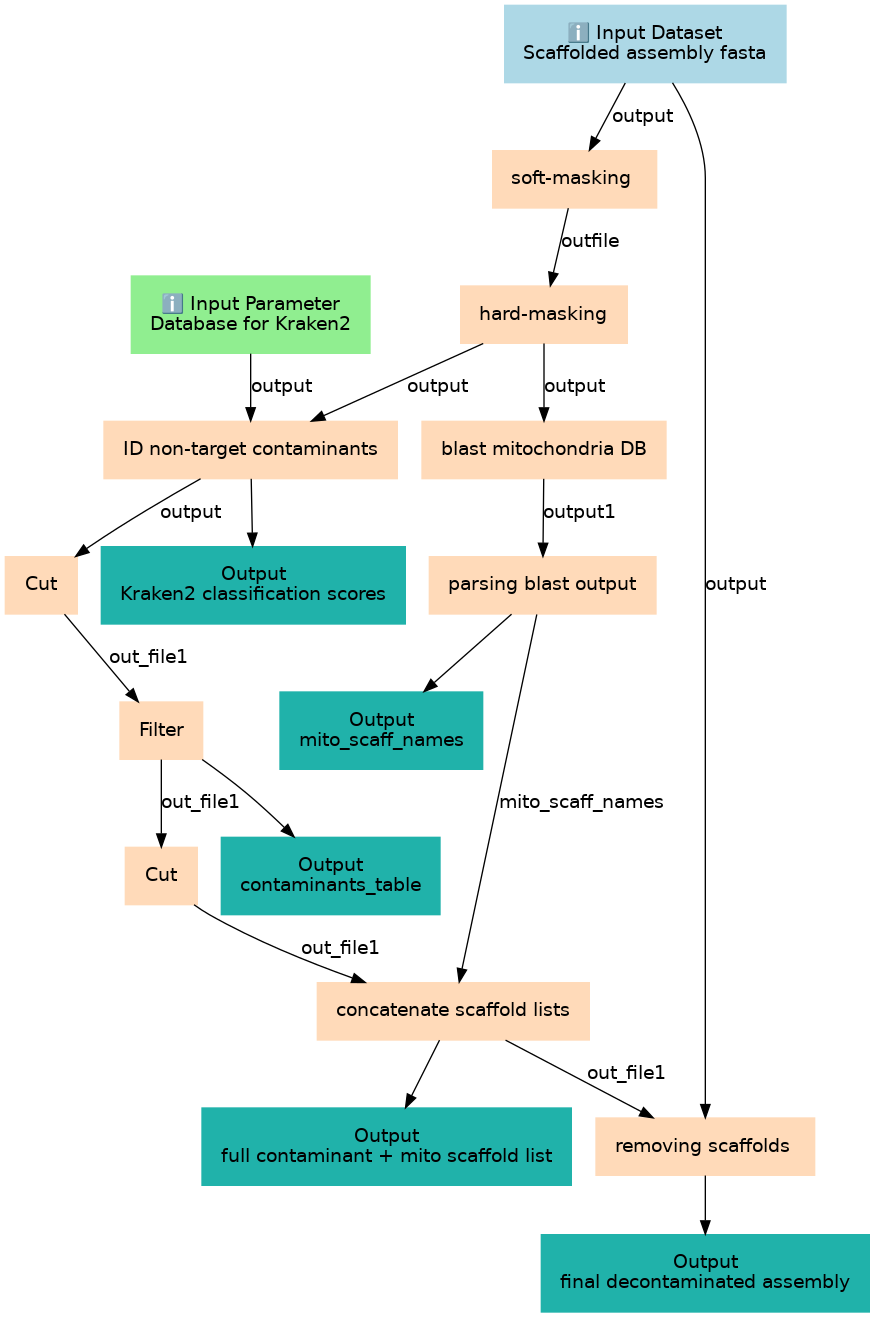 ℹ️ Input Dataset
Scaffolded assembly fasta
output
soft-masking
outfile
ℹ️ Input Parameter
Database for Kraken2
hard-masking
output
output
output
ID non-target contaminants
blast mitochondria DB
output
output1
Cut
Output
Kraken2 classification scores
parsing blast output
output
out_file1
Filter
Output
mito_scaff_names
out_file1
mito_scaff_names
Cut
Output
contaminants_table
out_file1
concatenate scaffold lists
out_file1
Output
full contaminant + mito scaffold list
removing scaffolds
Output
final decontaminated assembly